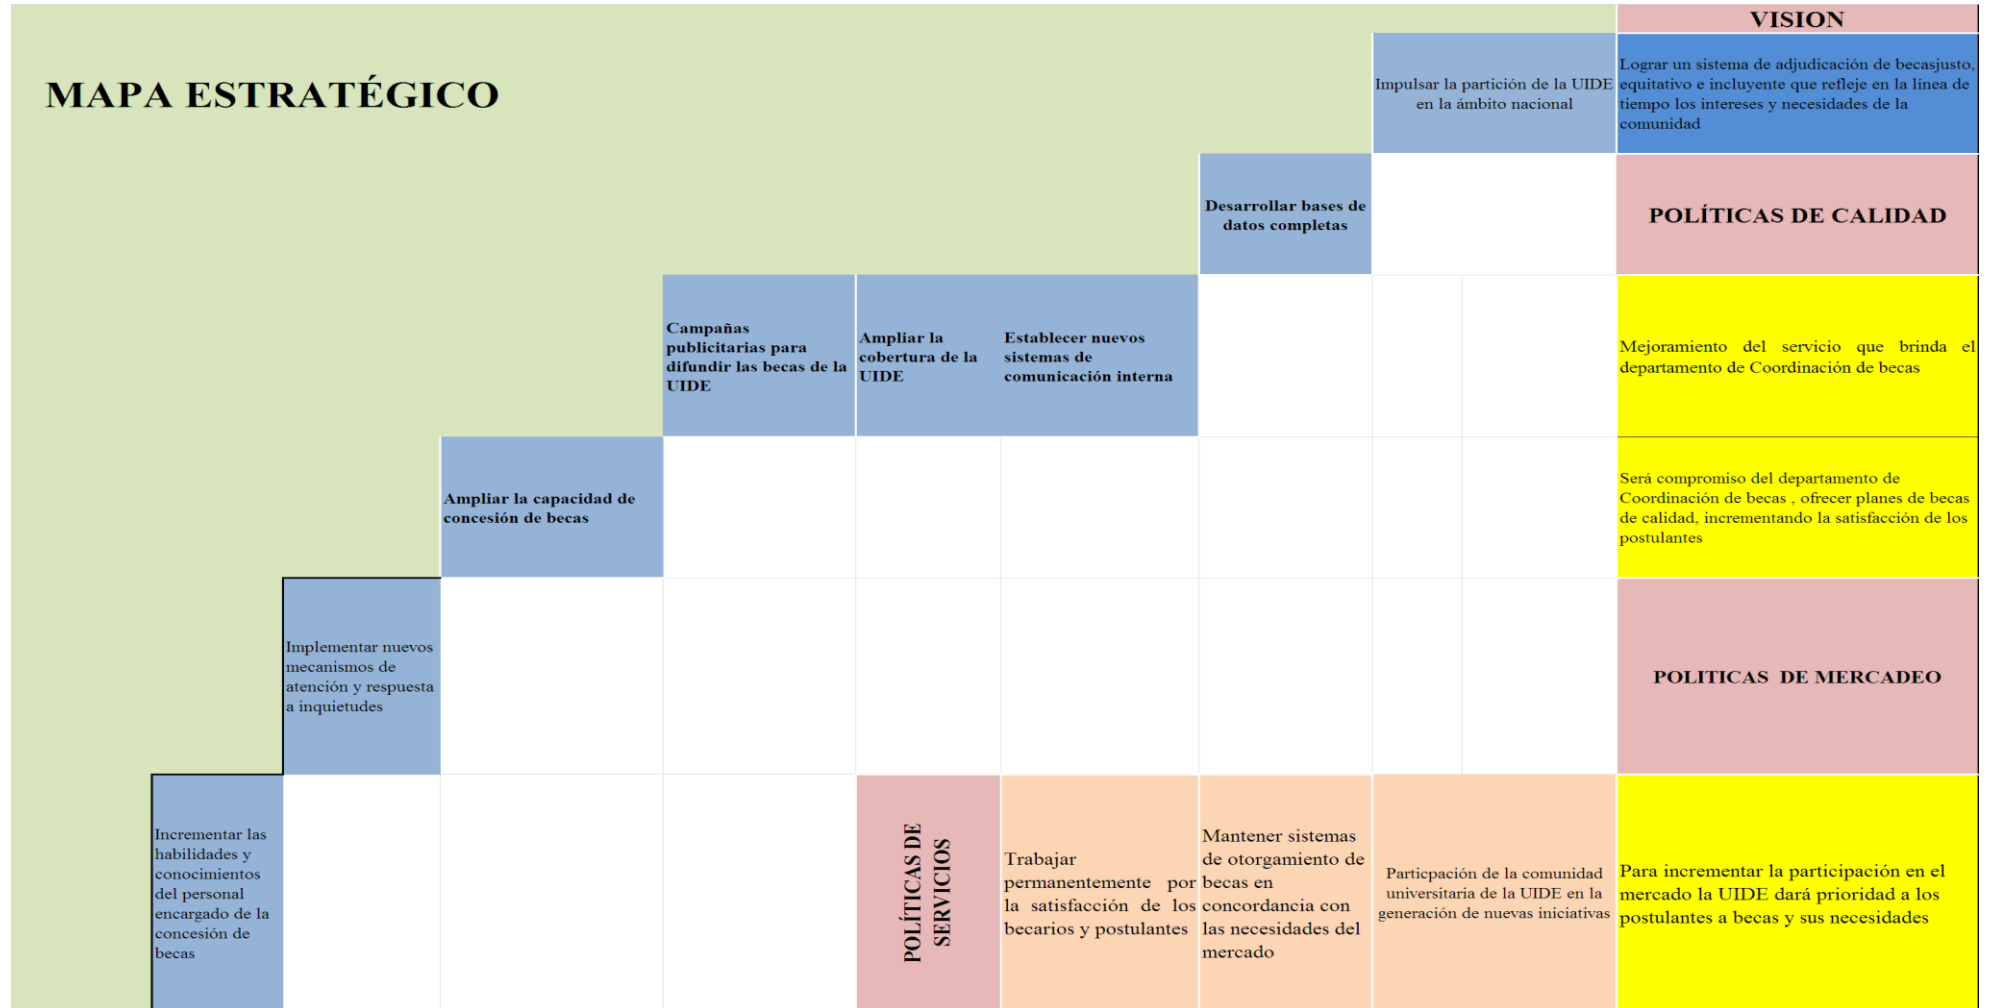 VISION
MAPA ESTRATÉGICO
Impulsar la partición de la UIDE
en la ámbito nacional
Lograr un sistema de adjudicación de becasjusto,
equitativo e incluyente que refleje en la línea de
tiempo los intereses y necesidades de la
comunidad
Desarrollar bases de
datos completas
POLÍTICAS DE CALIDAD
Campañas
publicitarias para
difundir las becas de la
UIDE
Ampliar la
cobertura de la
UIDE
Establecer nuevos
sistemas de
comunicación interna
Mejoramiento del servicio que brinda el
departamento de Coordinación de becas
Ampliar la capacidad de
concesión de becas
Será compromiso del departamento de
Coordinación de becas , ofrecer planes de becas
de calidad, incrementando la satisfacción de los
postulantes
Implementar nuevos
mecanismos de
atención y respuesta
a inquietudes
POLITICAS DE MERCADEO
Incrementar las
habilidades y
conocimientos
del personal
encargado de la
concesión de
becas
POLÍTICAS DE
SERVICIOS
Trabajar
permanentemente por
la satisfacción de los
becarios y postulantes
Mantener sistemas
de otorgamiento de
becas en
concordancia con
las necesidades del
mercado
Particpación de la comunidad
universitaria de la UIDE en la
generación de nuevas iniciativas
Para incrementar la participación en el
mercado la UIDE dará prioridad a los
postulantes a becas y sus necesidades